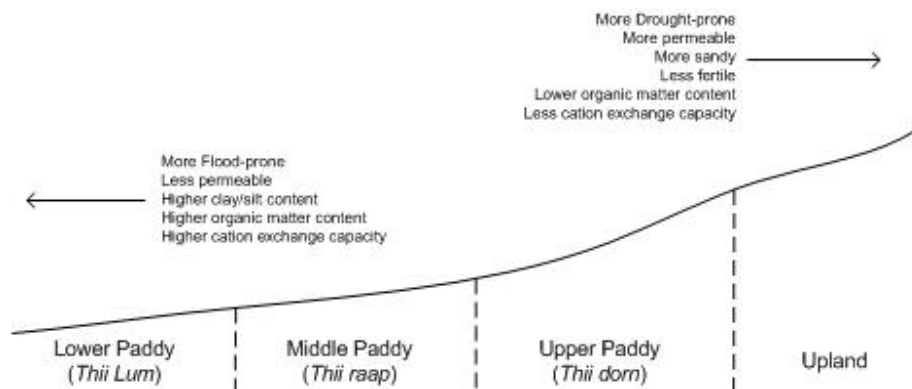 More Drought-prone
More permeable
More sandy
Less fertile
Lower organic matter content
Less cation exchange capacity
More Flood-prone
Less permeable
Higher clay/silt content
Higher organic matter content
Higher cation exchange capacity
Lower Paddy
(Thii Lum)
Middle Paddy
(Thii raap)
Upper Paddy
(Thii dorn)
Upland